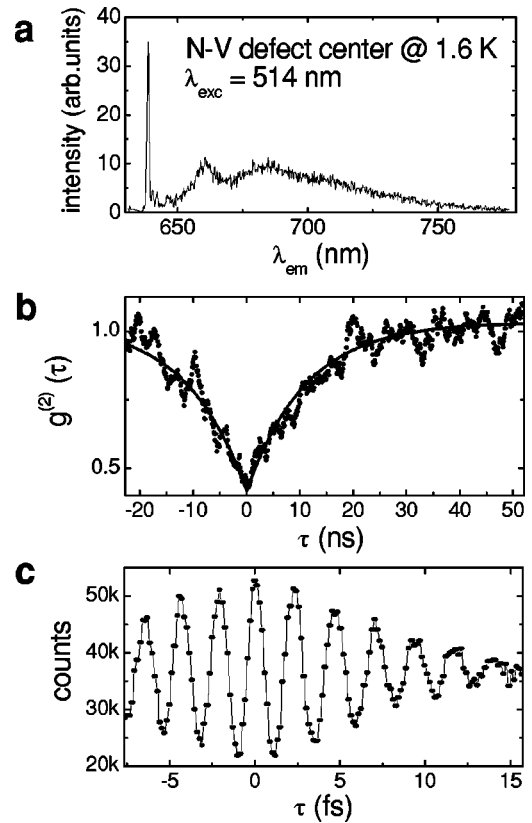 a
intensity (arb.units)
40
30
20
10
0
N-V defect center @ 1.6 K
λexc = 514 nm
650
700
750
λem (nm)
b
g(2) (τ)
1.0
0.5
-20
-10
0
10
20
30
40
50
τ (ns)
c
counts
50k
40k
30k
20k
-5
0
5
10
15
τ (fs)